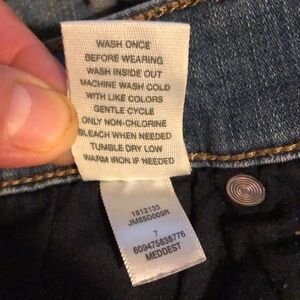 WASH ONCE
BEFORE WEARING
WASH INSIDE OUT
MACHINE WASH COLD
WITH LIKE COLORS
GENTLE CYCLE
ONLY NON-CHLORINE
BLEACH WHEN NEEDED
TUMBLE DRY LOW
WARM IRON IF NEEDED
1812135
JM85D009R
7
609475838776
MEDDEST